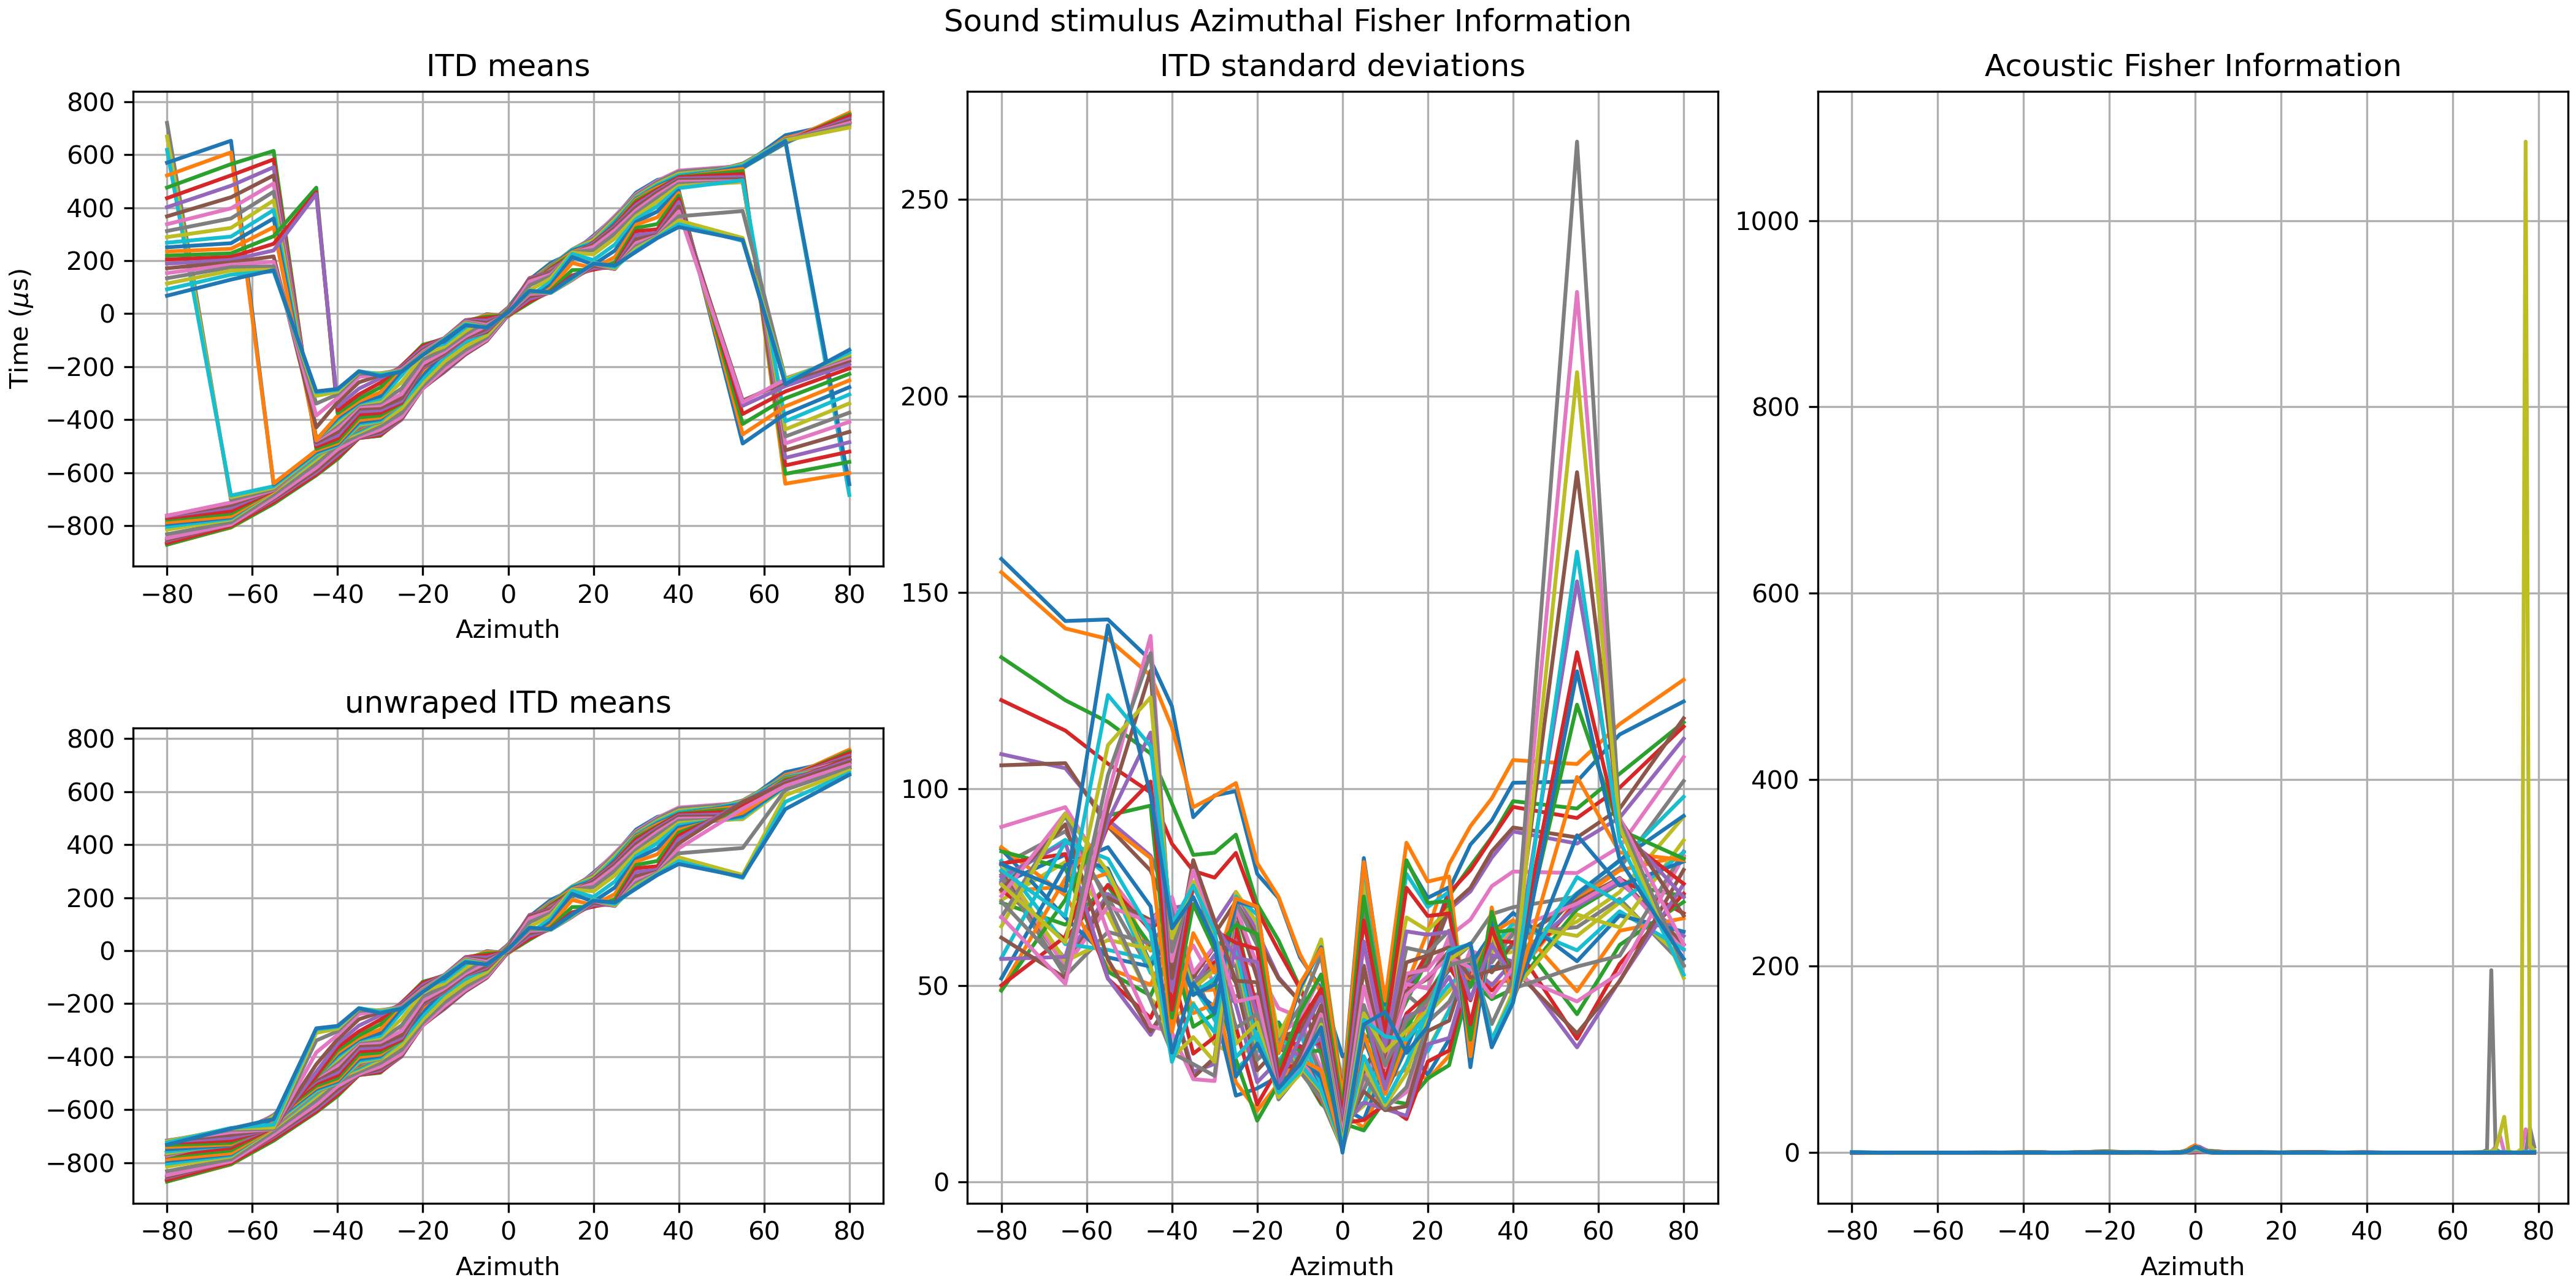 Sound stimulus Azimuthal Fisher Information
ITD means
800
600
400
200
0
−200
−400
−600
−800
Time (μs)
−80 −60 −40 −20 0 20 40 60 80
Azimuth
unwraped ITD means
800
600
400
200
0
−200
−400
−600
−800
−80 −60 −40 −20 0 20 40 60 80
Azimuth
ITD standard deviations
250
200
150
100
50
0
−80 −60 −40 −20 0 20 40 60 80
Azimuth
Acoustic Fisher Information
1000
800
600
400
200
0
−80 −60 −40 −20 0 20 40 60 80
Azimuth